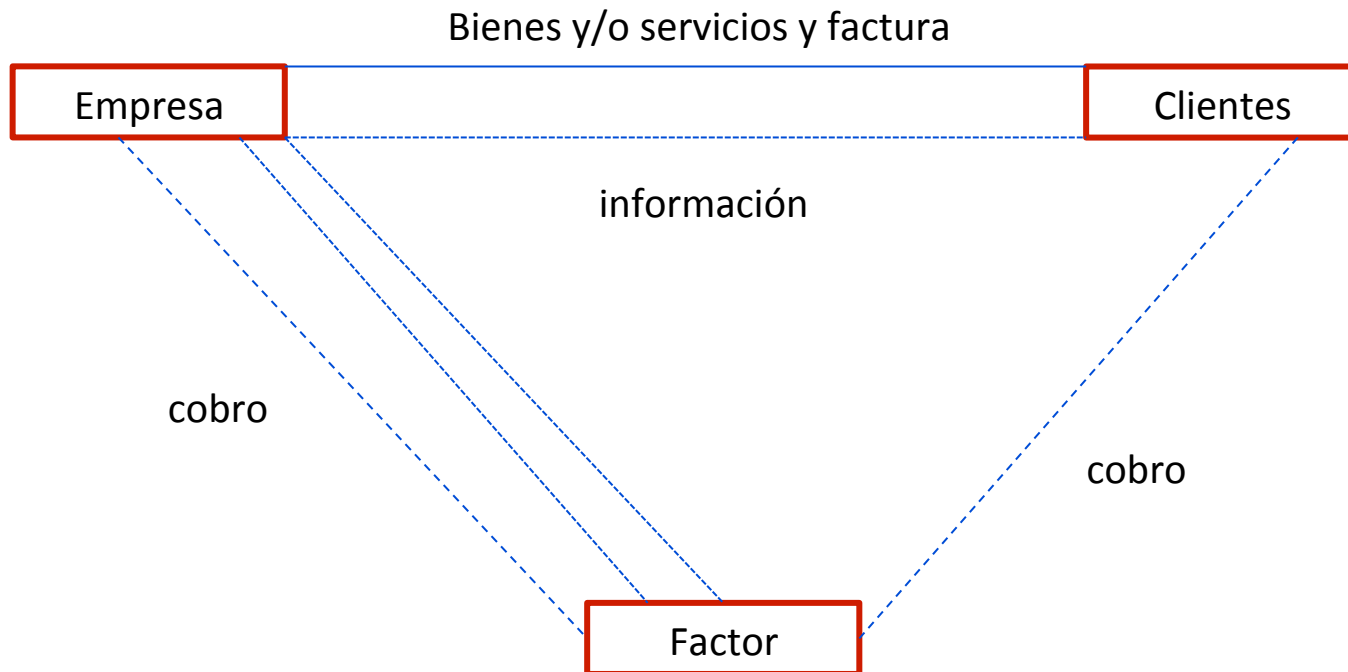 Bienes y/o servicios y factura
Empresa
Clientes
información
cobro
cobro
Factor